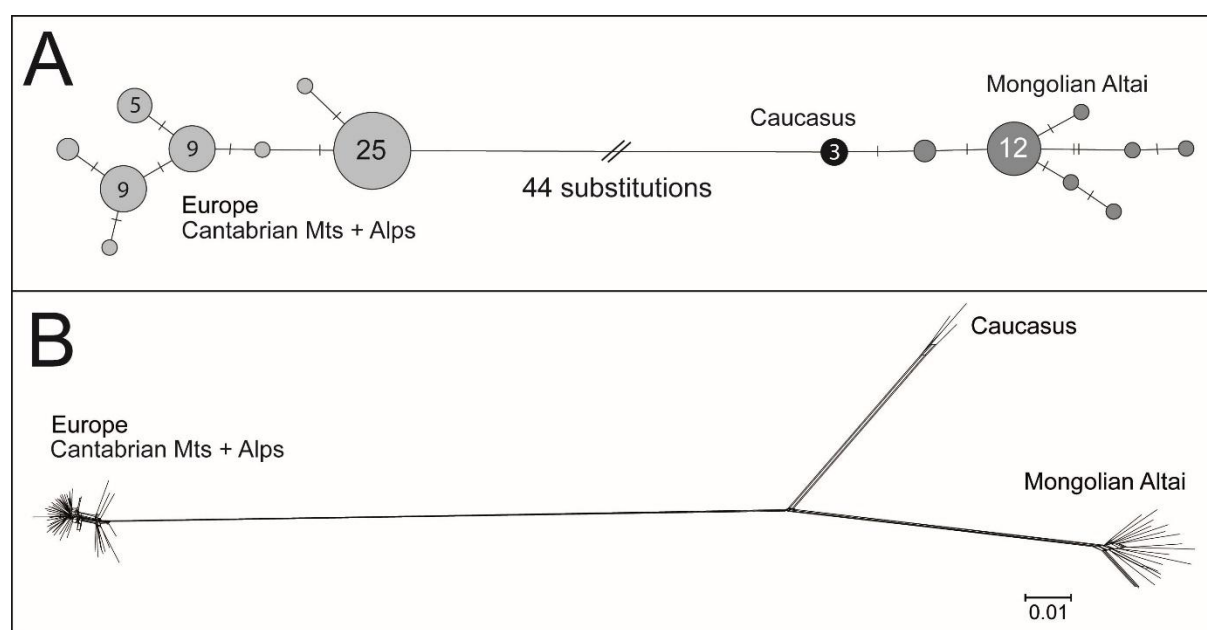 A
5
9
9
25
Europe
Cantabrian Mts + Alps
44 substitutions
Caucasus
3
Mongolian Altai
12
B
Europe
Cantabrian Mts + Alps
Caucasus
Mongolian Altai
0.01